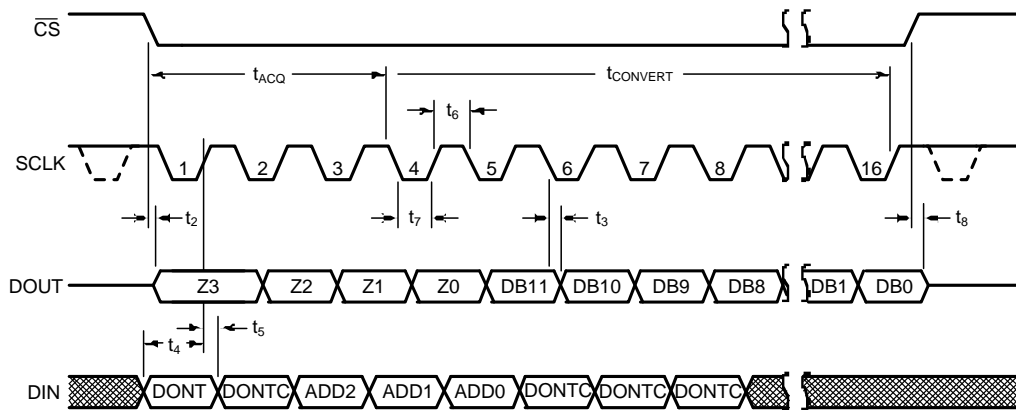 CS
tACQ
tCONVERT
t6
SCLK
1 2 3 4 5 6 7 8 16
t2
t7
t3
t8
DOUT
Z3 Z2 Z1 Z0 DB11 DB10 DB9 DB8 DB1 DB0
t4
t5
DIN
DONT DONTC ADD2 ADD1 ADD0 DONTC DONTC DONTC